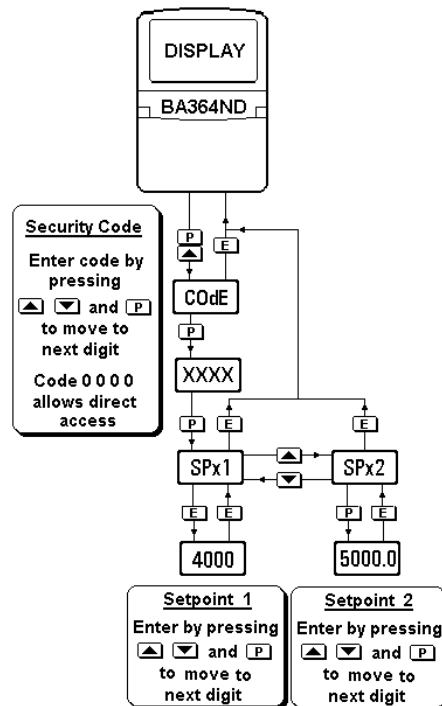 DISPLAY
BA364ND
Security Code
Enter code by
pressing
▲ ▼ and P
to move to
next digit
Code 0 0 0 0
allows direct
access
P
▲
E
COdE
P
XXXX
P
E
E
SPx1
▲
▼
SPx2
E
E
P
E
4000
5000.0
Setpoint 1
Enter by pressing
▲ ▼ and P
to move to
next digit
Setpoint 2
Enter by pressing
▲ ▼ and P
to move to
next digit